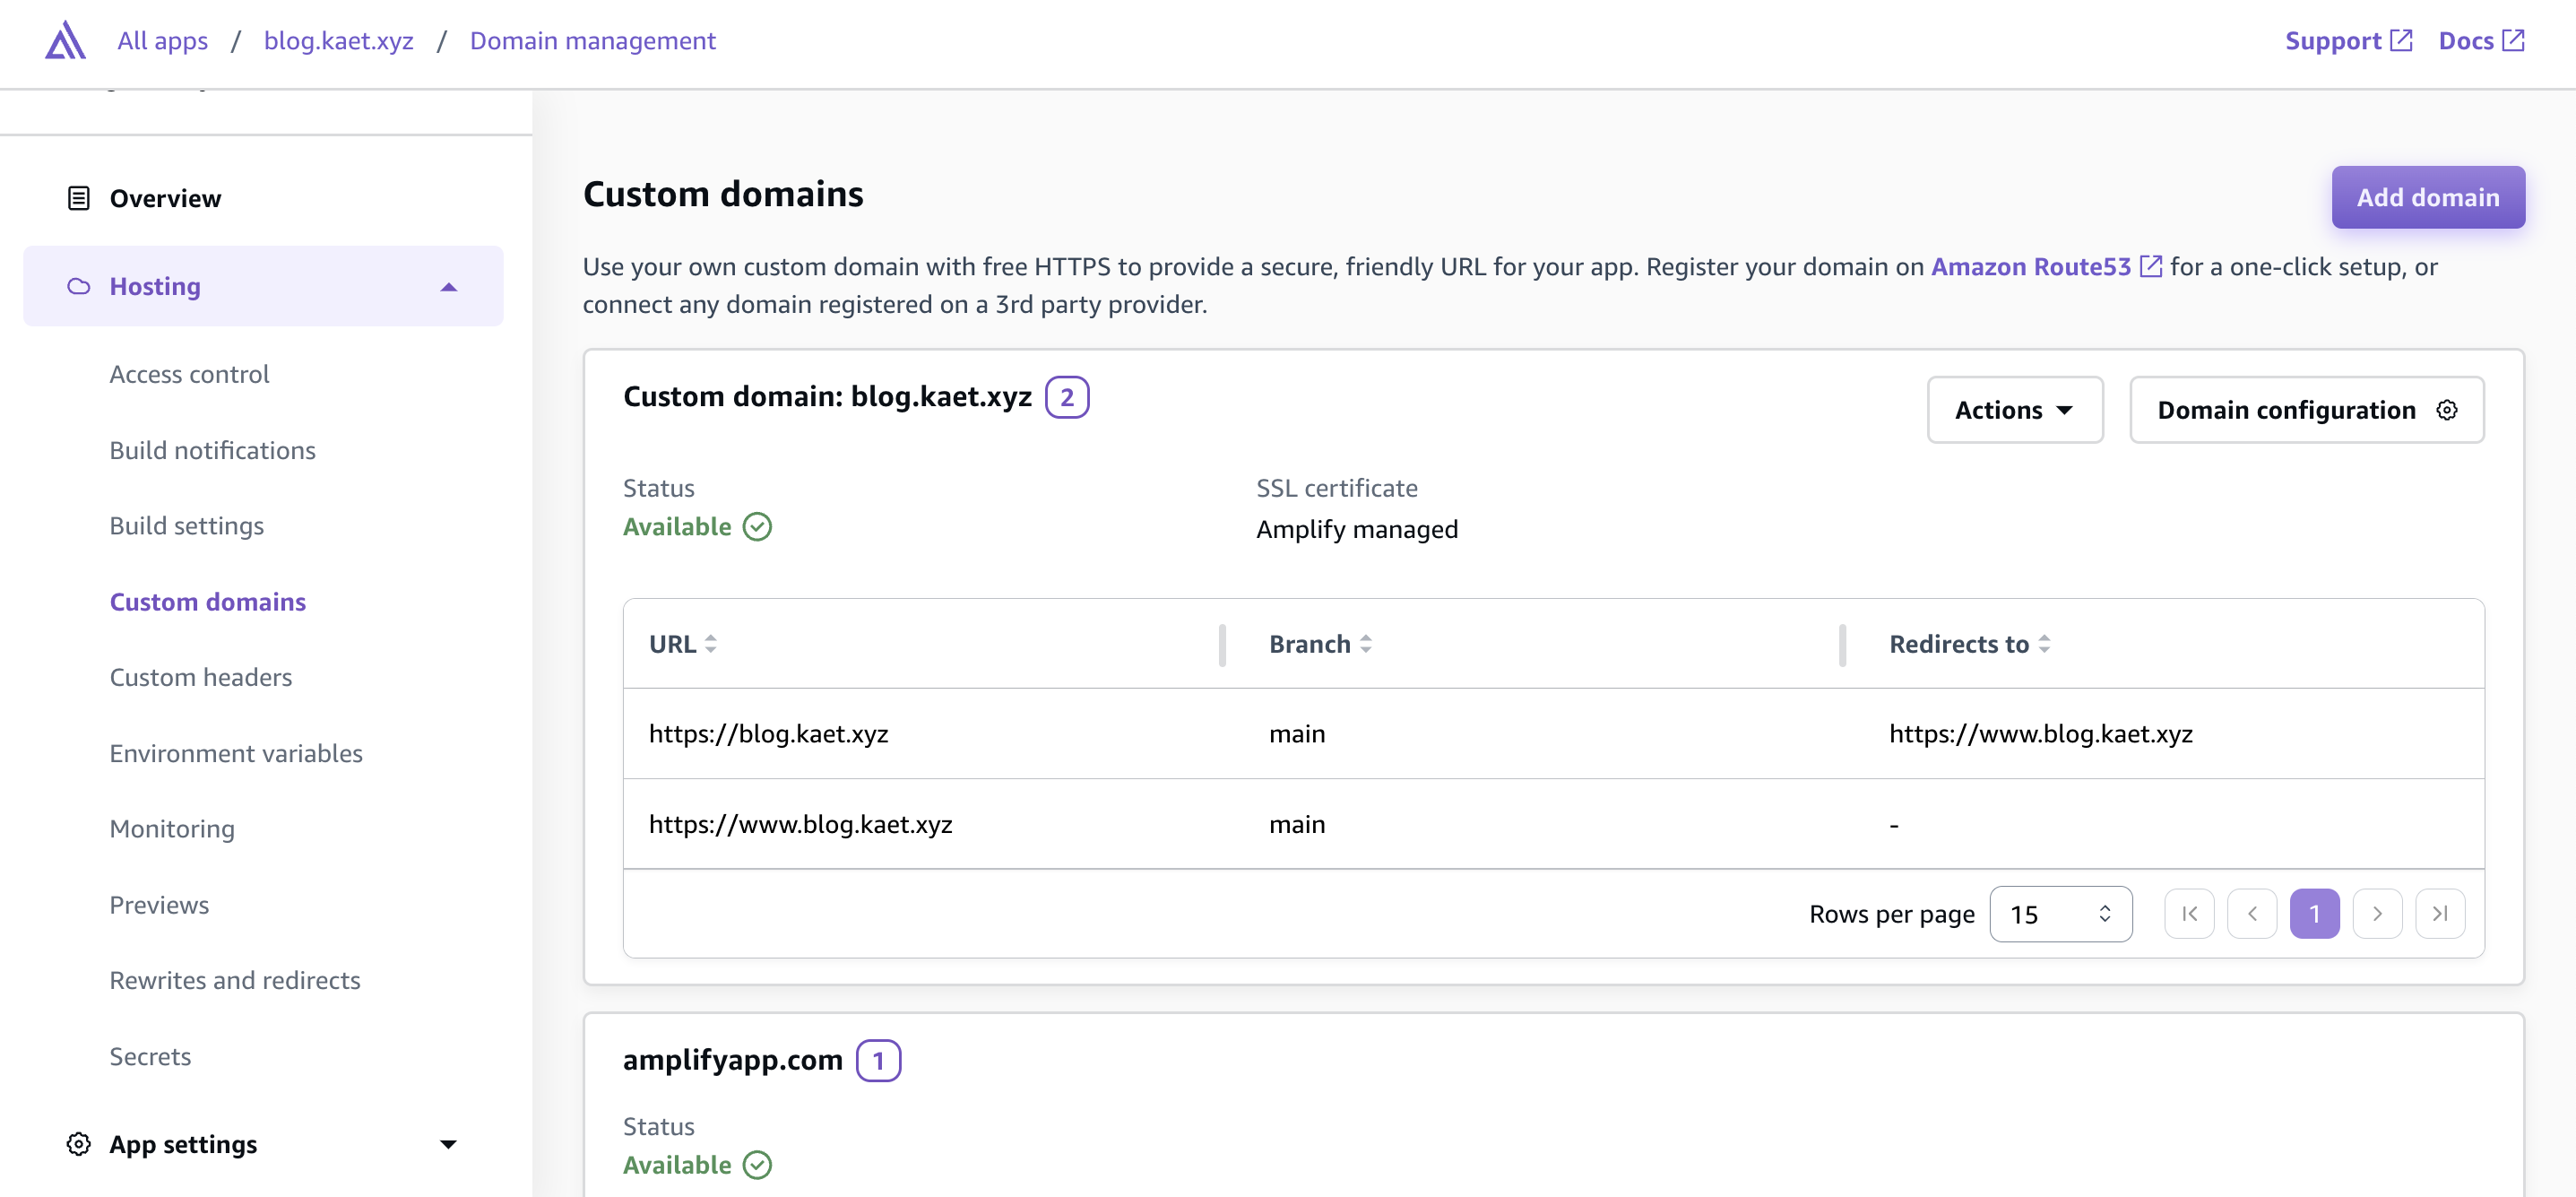 All apps / blog.kaet.xyz / Domain management
Support Docs
Overview
Hosting
Access control
Build notifications
Build settings
Custom domains
Custom headers
Environment variables
Monitoring
Previews
Rewrites and redirects
Secrets
App settings
Custom domains
Add domain
Use your own custom domain with free HTTPS to provide a secure, friendly URL for your app. Register your domain on Amazon Route53 for a one-click setup, or
connect any domain registered on a 3rd party provider.
Custom domain: blog.kaet.xyz 2
Actions Domain configuration
Status SSL certificate
Available Amplify managed
URL Branch Redirects to
https://blog.kaet.xyz main https://www.blog.kaet.xyz
https://www.blog.kaet.xyz main -
Rows per page 15 1
amplifyapp.com 1
Status
Available